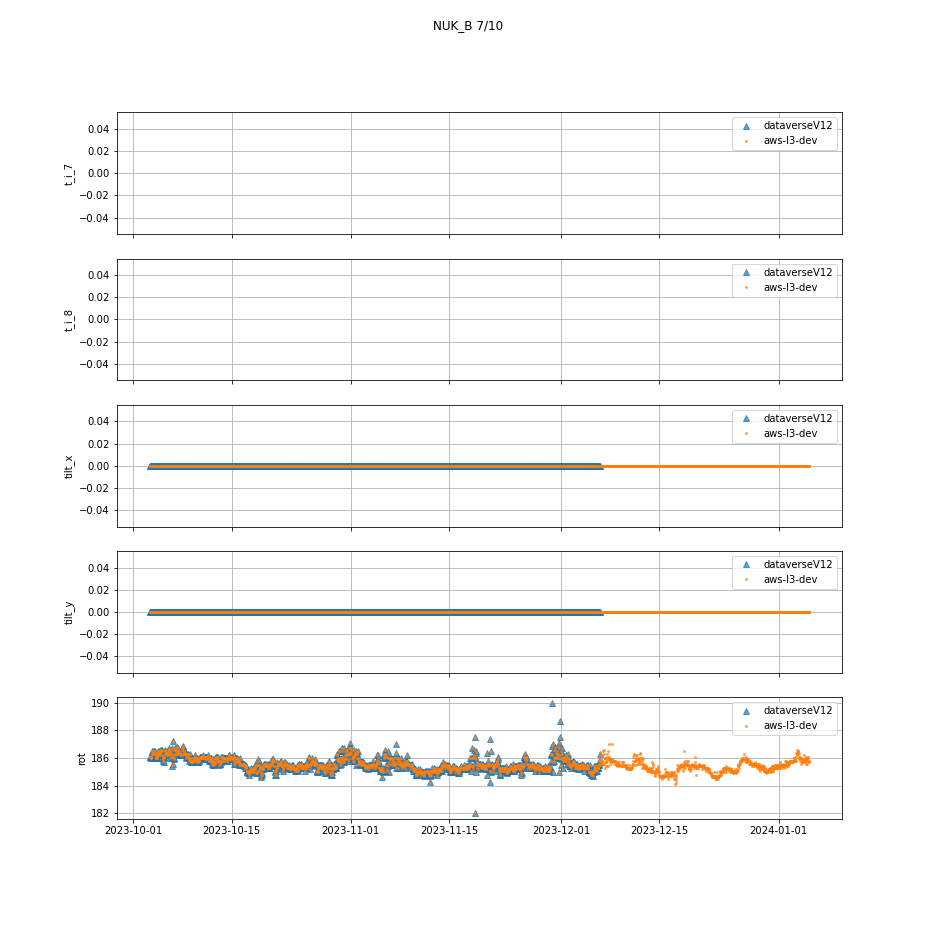 NUK_B 7/10
t_i_7
0.04
0.02
0.00
−0.02
−0.04
dataverseV12
aws-l3-dev
t_i_8
0.04
0.02
0.00
−0.02
−0.04
dataverseV12
aws-l3-dev
tilt_x
0.04
0.02
0.00
−0.02
−0.04
dataverseV12
aws-l3-dev
tilt_y
0.04
0.02
0.00
−0.02
−0.04
dataverseV12
aws-l3-dev
rot
190
188
186
184
182
dataverseV12
aws-l3-dev
2023-10-01 2023-10-15 2023-11-01 2023-11-15 2023-12-01 2023-12-15 2024-01-01